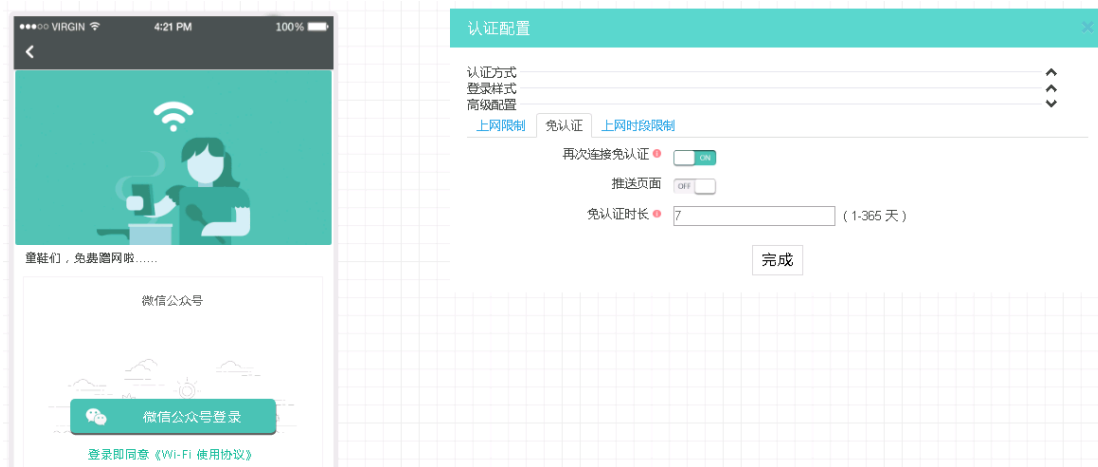 VIRGIN 4:21 PM 100%
童鞋们，免费蹭网啦......
微信公众号
微信公众号登录
登录即同意《Wi-Fi 使用协议》
认证配置
认证方式
登录样式
高级配置
上网限制 免认证 上网时段限制
再次连接免认证 ON
推送页面 OFF
免认证时长 7 ( 1-365 天 )
完成